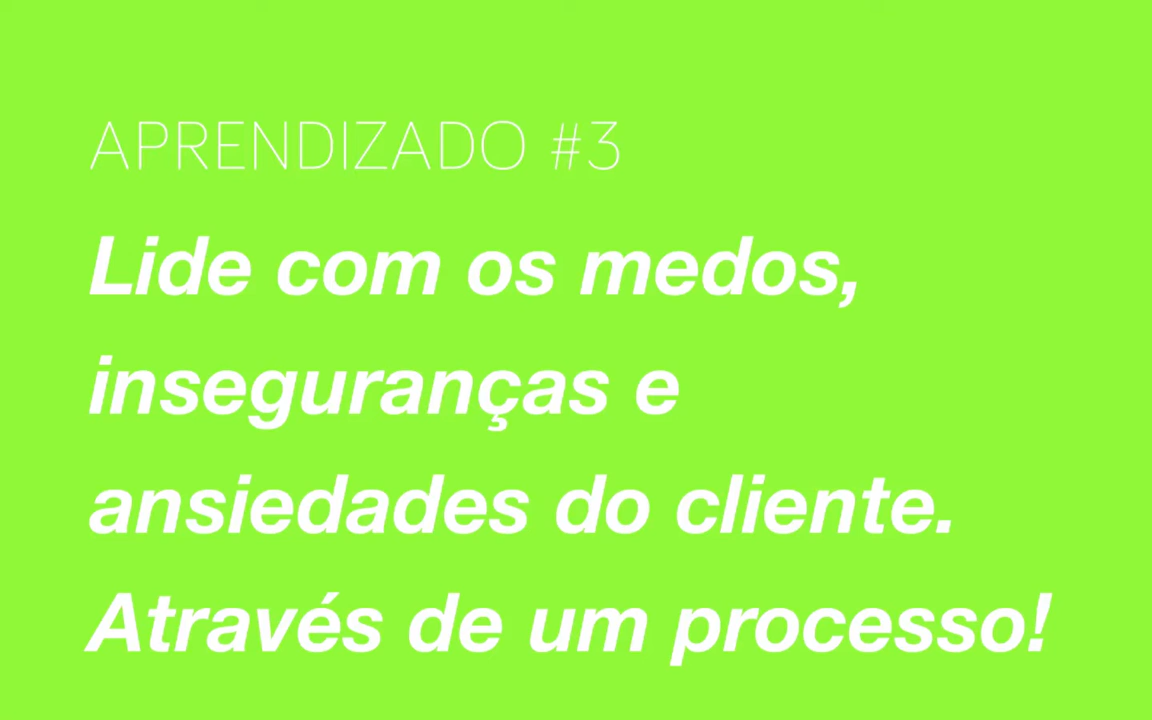 APRENDIZADO #3
Lide com os medos,
inseguranças e
ansiedades do cliente.
Através de um processo!